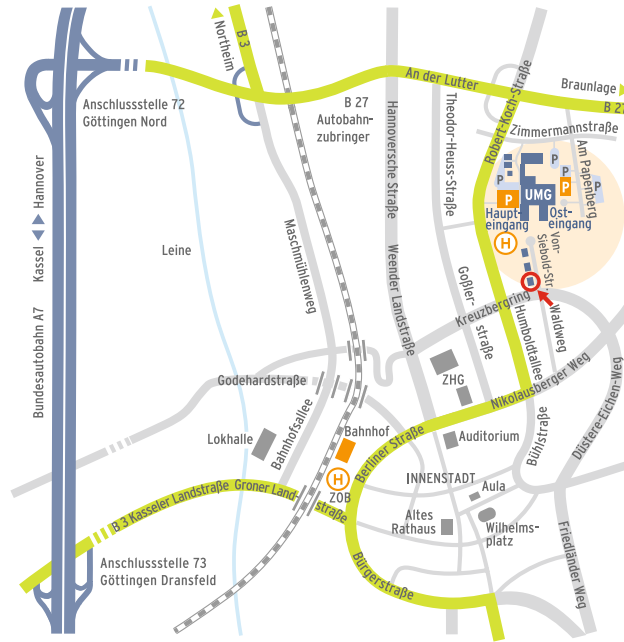 B 3
Northeim
An der Lutter
Braunlage
B 27
Anschlussstelle 72
Göttingen Nord
B 27
Autobahn-
zubringer
Hannoversche Straße
Theodor-Heuss-Straße
Robert-Koch-Straße
Zimmermannstraße
Am Papenberg
P
P
P
P
P
P
UMG
Haupt-
eingang
Ost-
eingang
H
Von-
Siebold-Str.
Kassel
Hannover
Bundesautobahn A7
Leine
Maschmühlenweg
Weender Landstraße
Goßler-
straße
Kreuzbergring
Humboldtallee
Waldweg
Nikolausberger Weg
Düstere-Eichen-Weg
Godehardstraße
ZHG
Lokhalle
Bahnhofsallee
Bahnhof
Berliner Straße
Auditorium
Bühlstraße
H
ZOB
INNENSTADT
Aula
B 3 Kasseler Landstraße
Groner Land-
straße
Altes
Rathaus
Wilhelms-
platz
Friedländer Weg
Anschlussstelle 73
Göttingen Dransfeld
Bürgerstraße